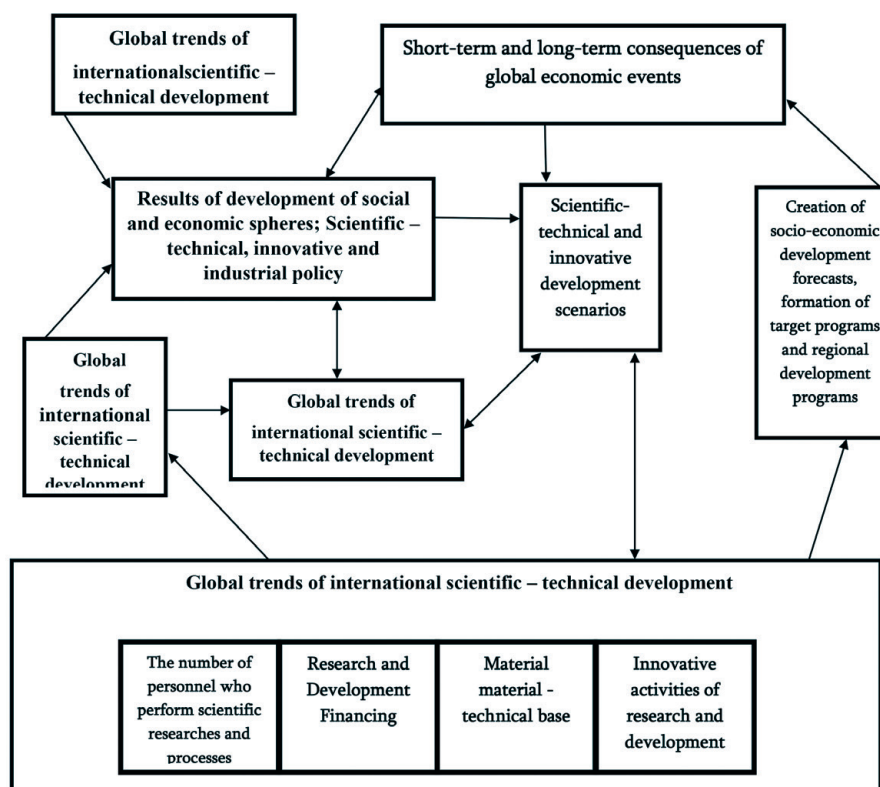 Global trends of
internationalscientific –
technical development
Short-term and long-term consequences of
global economic events
Results of development of social
and economic spheres; Scientific –
technical, innovative and
industrial policy
Scientific-
technical and
innovative
development
scenarios
Creation of
socio-economic
development
forecasts,
formation of
target programs
and regional
development
programs
Global
trends of
international
scientific –
technical
development
Global trends of
international scientific –
technical development
Global trends of international scientific – technical development
The number of
personnel who
perform scientific
researches and
processes
Research and
Development
Financing
Material
material -
technical base
Innovative
activities of
research and
development